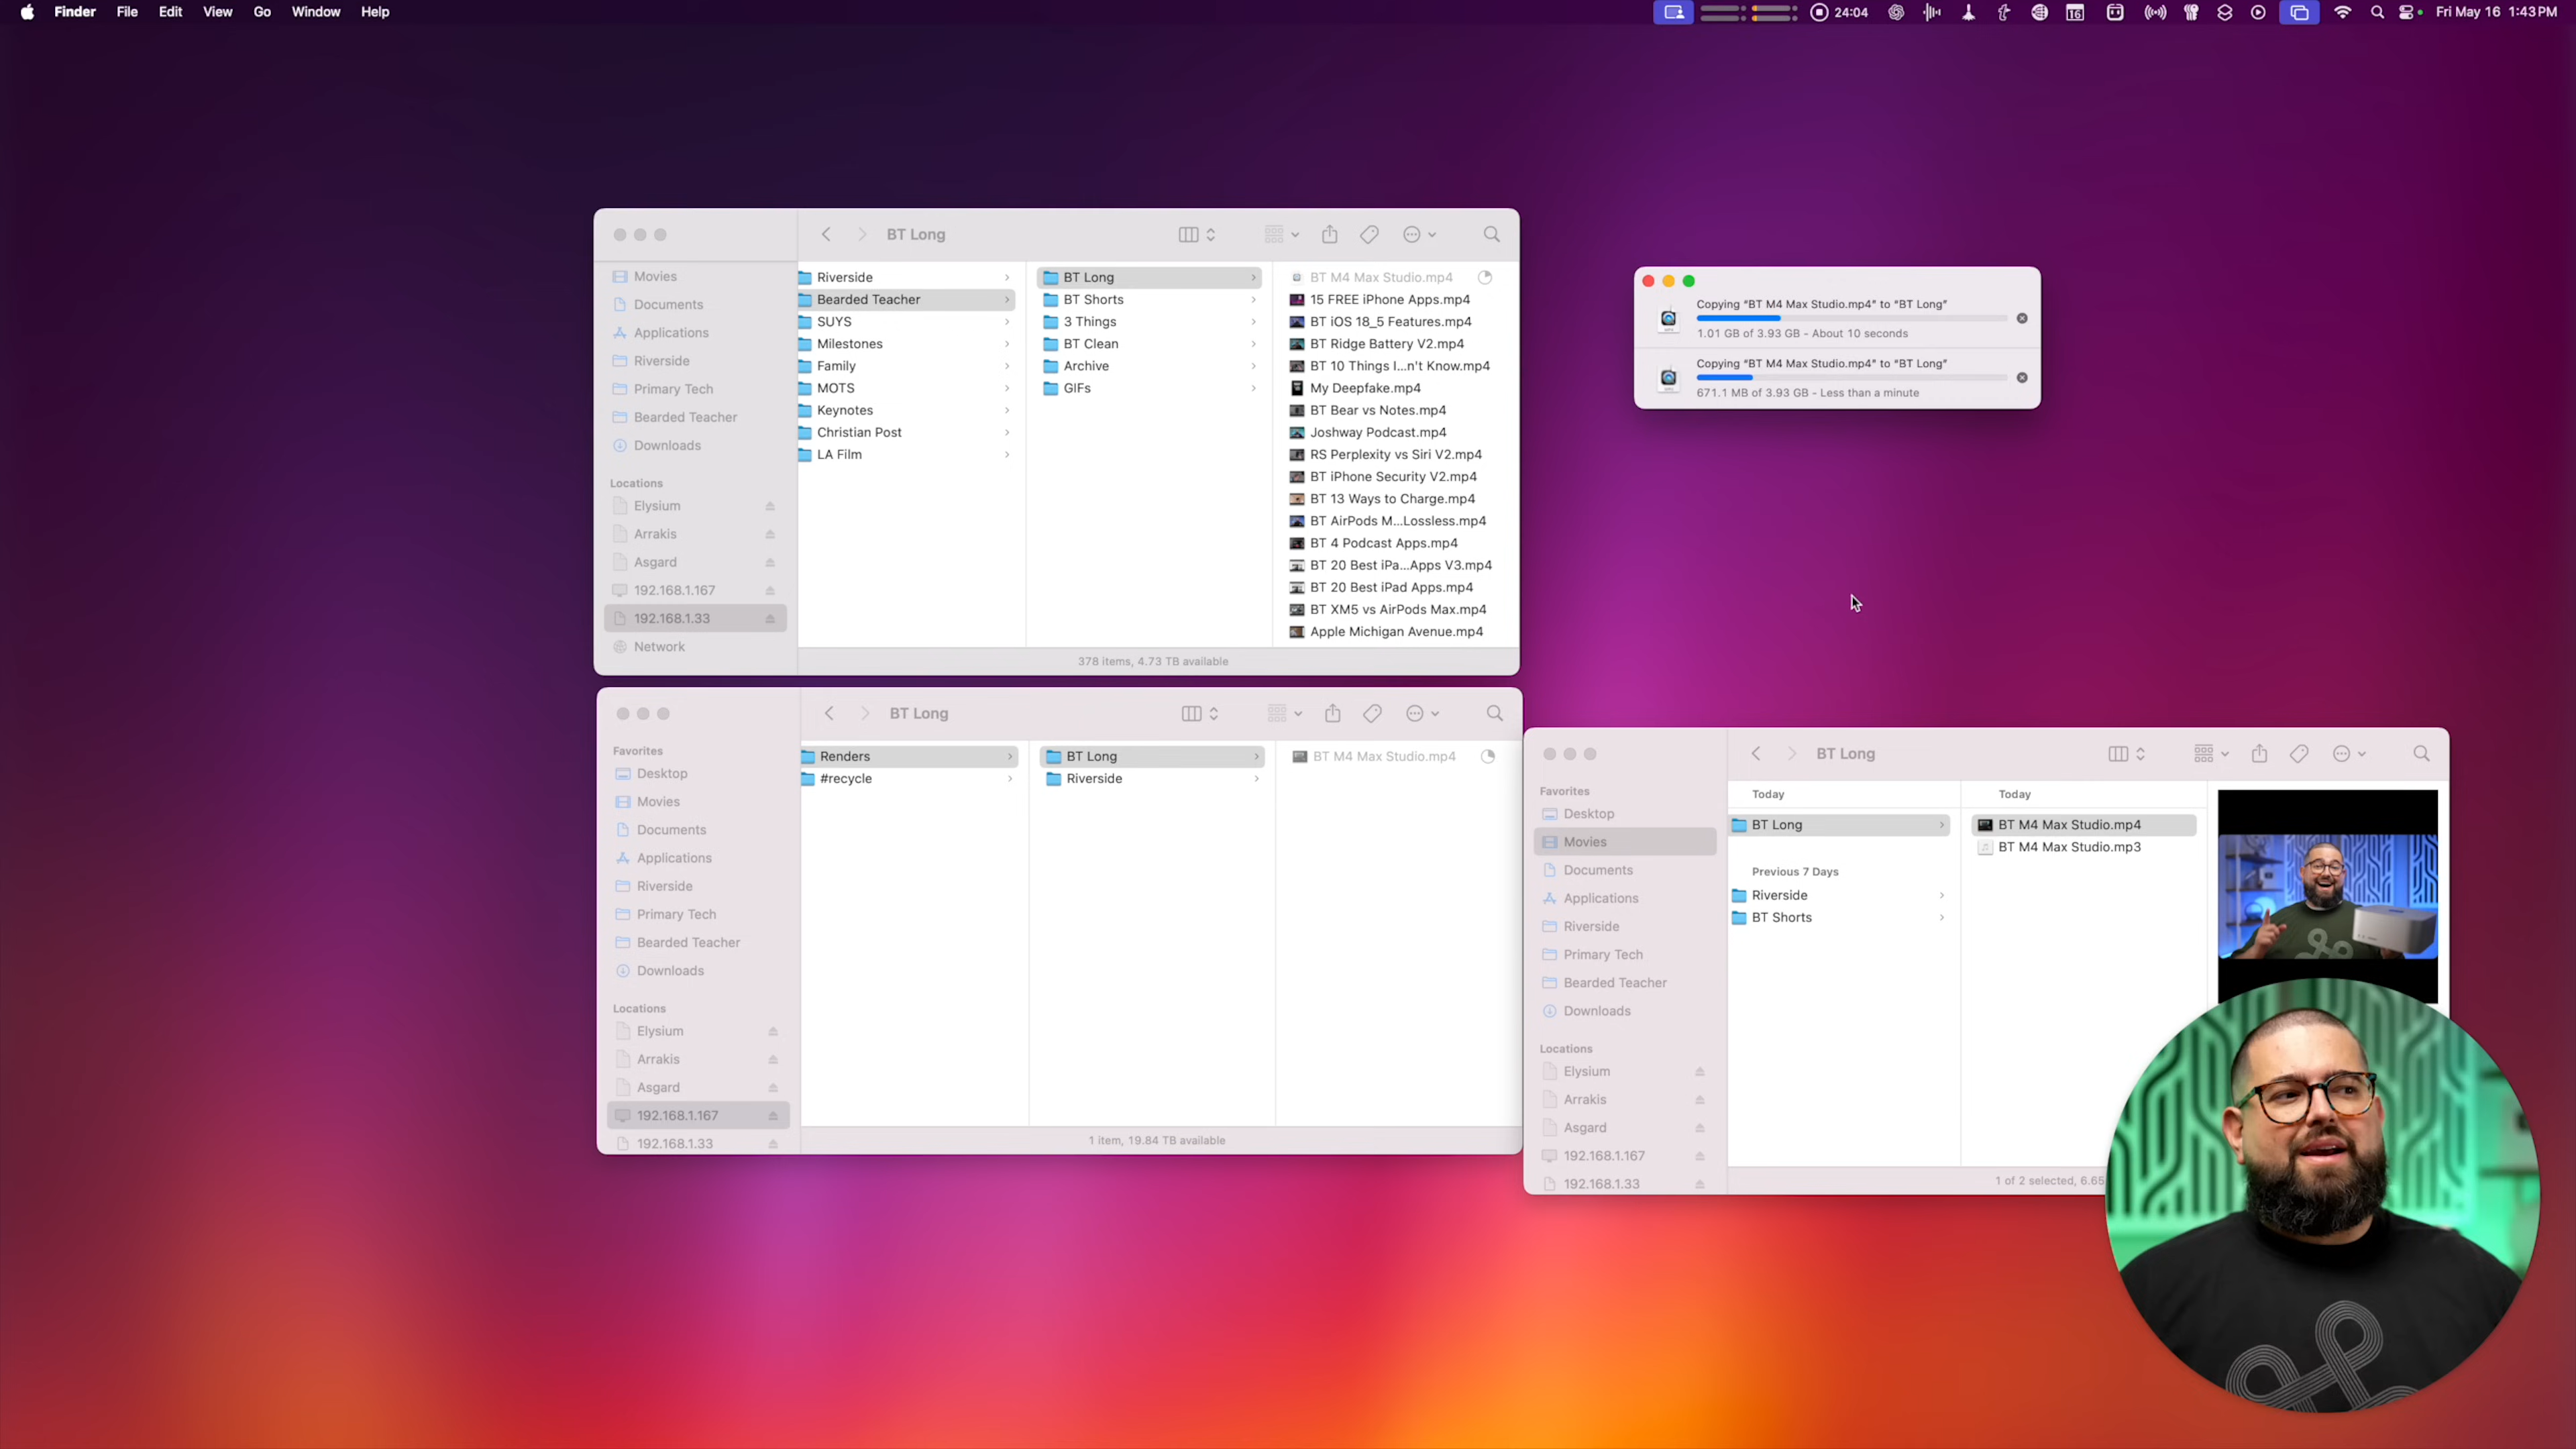 Finder File Edit View Go Window Help
24:04
16
Fri May 16 1:43 PM
BT Long
Movies
Documents
Applications
Riverside
Primary Tech
Bearded Teacher
Downloads
Locations
Elysium
Arrakis
Asgard
192.168.1.167
192.168.1.33
Network
Riverside
Bearded Teacher
SUYS
Milestones
Family
MOTS
Keynotes
Christian Post
LA Film
BT Long
BT Shorts
3 Things
BT Clean
Archive
GIFs
BT M4 Max Studio.mp4
15 FREE iPhone Apps.mp4
BT iOS 18_5 Features.mp4
BT Ridge Battery V2.mp4
BT 10 Things I...n't Know.mp4
My Deepfake.mp4
BT Bear vs Notes.mp4
Joshway Podcast.mp4
RS Perplexity vs Siri V2.mp4
BT iPhone Security V2.mp4
BT 13 Ways to Charge.mp4
BT AirPods M...Lossless.mp4
BT 4 Podcast Apps.mp4
BT 20 Best iPa...Apps V3.mp4
BT 20 Best iPad Apps.mp4
BT XM5 vs AirPods Max.mp4
Apple Michigan Avenue.mp4
378 items, 4.73 TB available
Copying "BT M4 Max Studio.mp4" to "BT Long"
1.01 GB of 3.93 GB - About 10 seconds
Copying "BT M4 Max Studio.mp4" to "BT Long"
671.1 MB of 3.93 GB - Less than a minute
BT Long
Favorites
Desktop
Movies
Documents
Applications
Riverside
Primary Tech
Bearded Teacher
Downloads
Locations
Elysium
Arrakis
Asgard
192.168.1.167
192.168.1.33
Renders
#recycle
BT Long
Riverside
BT M4 Max Studio.mp4
1 item, 19.84 TB available
BT Long
Favorites
Desktop
Movies
Documents
Applications
Riverside
Primary Tech
Bearded Teacher
Downloads
Locations
Elysium
Arrakis
Asgard
192.168.1.167
192.168.1.33
Today
BT Long
Previous 7 Days
Riverside
BT Shorts
Today
BT M4 Max Studio.mp4
BT M4 Max Studio.mp3
1 of 2 selected, 6.65